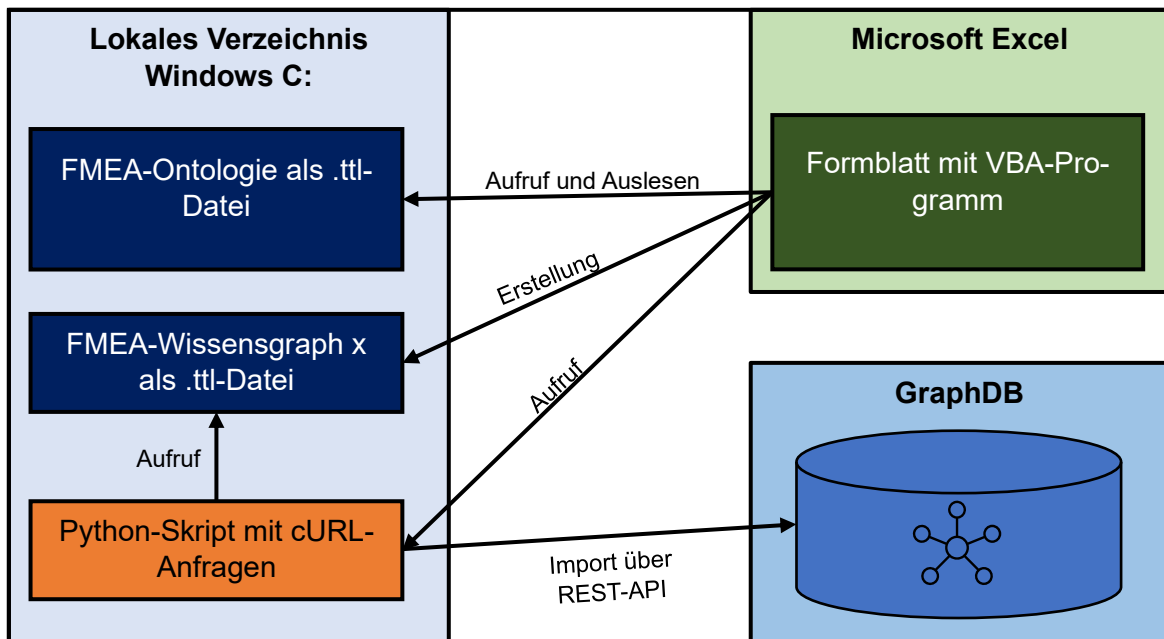 Lokales Verzeichnis
Windows C:
FMEA-Ontologie als .ttl-
Datei
FMEA-Wissensgraph x
als .ttl-Datei
Aufruf
Python-Skript mit cURL-
Anfragen
Aufruf und Auslesen
Erstellung
Aufruf
Import über
REST-API
Microsoft Excel
Formblatt mit VBA-Pro-
gramm
GraphDB